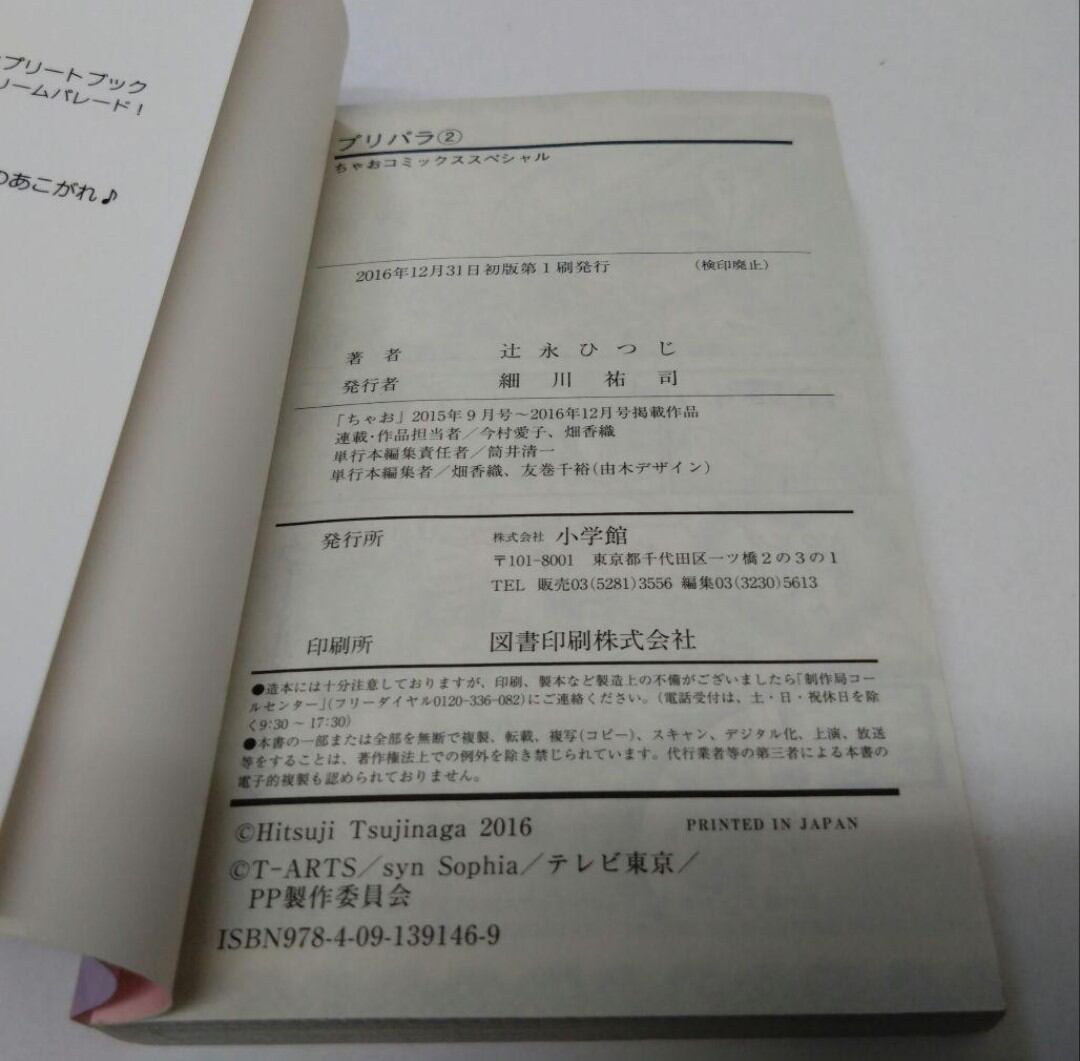 プリートブック
リームパレード!
のあこがれ♪
プリパラ②
ちゃおコミックススペシャル
2016年12月31日初版第1刷発行 (検印廃止)
著者 辻永ひつじ
発行者 細川祐司
「ちゃお」2015年9月号~2016年12月号掲載作品
連載・作品担当者/今村愛子、畑香織
単行本編集責任者/筒井清一
単行本編集者/畑香織、友巻千裕(由木デザイン)
発行所 株式会社 小学館
〒101-8001 東京都千代田区一ツ橋2の3の1
TEL 販売03(5281)3556 編集03(3230)5613
印刷所 図書印刷株式会社
●造本には十分注意しておりますが、印刷、製本など製造上の不備がございましたら「制作局コー
ルセンター」(フリーダイヤル0120-336-082)にご連絡ください。(電話受付は、土・日・祝休日を除
く9:30~17:30)
●本書の一部または全部を無断で複製、転載、複写(コピー)、スキャン、デジタル化、上演、放送
等をすることは、著作権法上での例外を除き禁じられています。代行業者等の第三者による本書の
電子的複製も認められておりません。
©Hitsuji Tsujinaga 2016 PRINTED IN JAPAN
©T-ARTS/syn Sophia/テレビ東京/
PP製作委員会
ISBN978-4-09-139146-9